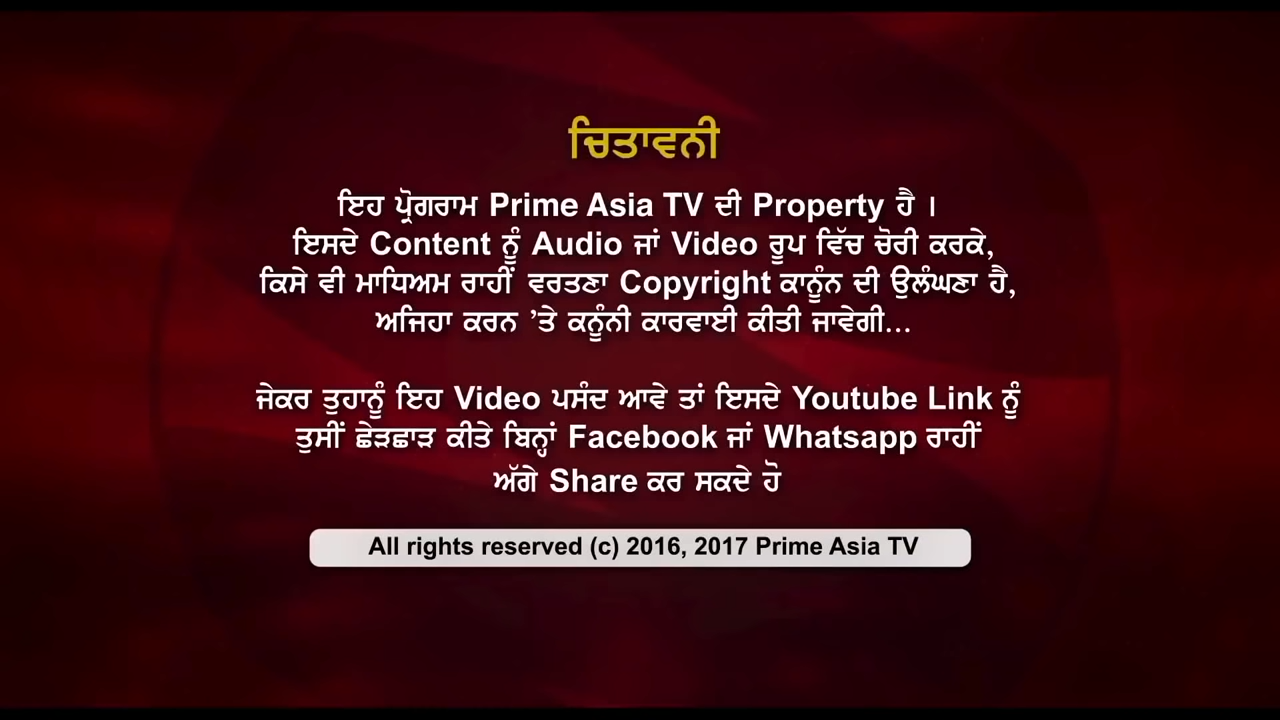 ਚਿਤਾਵਨੀ
ਇਹ ਪ੍ਰੋਗਰਾਮ Prime Asia TV ਦੀ Property ਹੈ ।
ਇਸਦੇ Content ਨੂੰ Audio ਜਾਂ Video ਰੂਪ ਵਿੱਚ ਚੋਰੀ ਕਰਕੇ,
ਕਿਸੇ ਵੀ ਮਾਧਿਅਮ ਰਾਹੀਂ ਵਰਤਣਾ Copyright ਕਾਨੂੰਨ ਦੀ ਉਲੰਘਣਾ ਹੈ,
ਅਜਿਹਾ ਕਰਨ ’ਤੇ ਕਨੂੰਨੀ ਕਾਰਵਾਈ ਕੀਤੀ ਜਾਵੇਗੀ...
ਜੇਕਰ ਤੁਹਾਨੂੰ ਇਹ Video ਪਸੰਦ ਆਵੇ ਤਾਂ ਇਸਦੇ Youtube Link ਨੂੰ
ਤੁਸੀਂ ਛੇੜਛਾੜ ਕੀਤੇ ਬਿਨ੍ਹਾਂ Facebook ਜਾਂ Whatsapp ਰਾਹੀਂ
ਅੱਗੇ Share ਕਰ ਸਕਦੇ ਹੋ
All rights reserved (c) 2016, 2017 Prime Asia TV